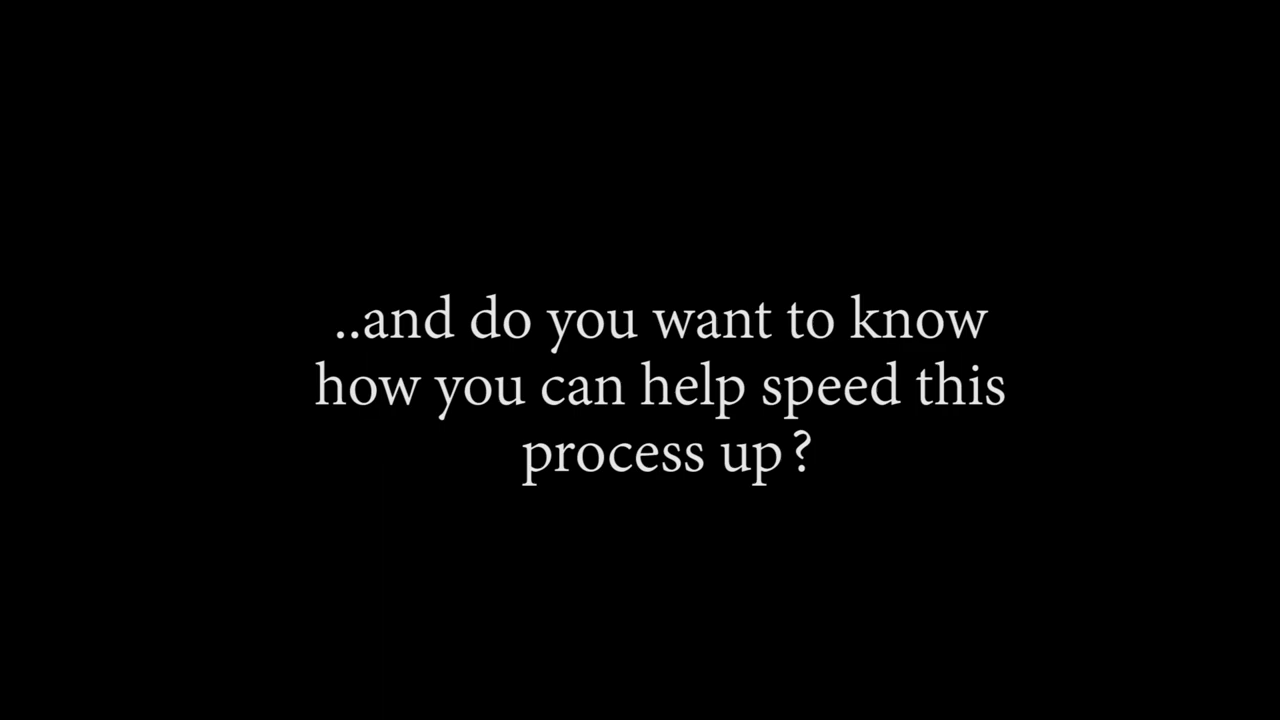 ..and do you want to know
how you can help speed this
process up?